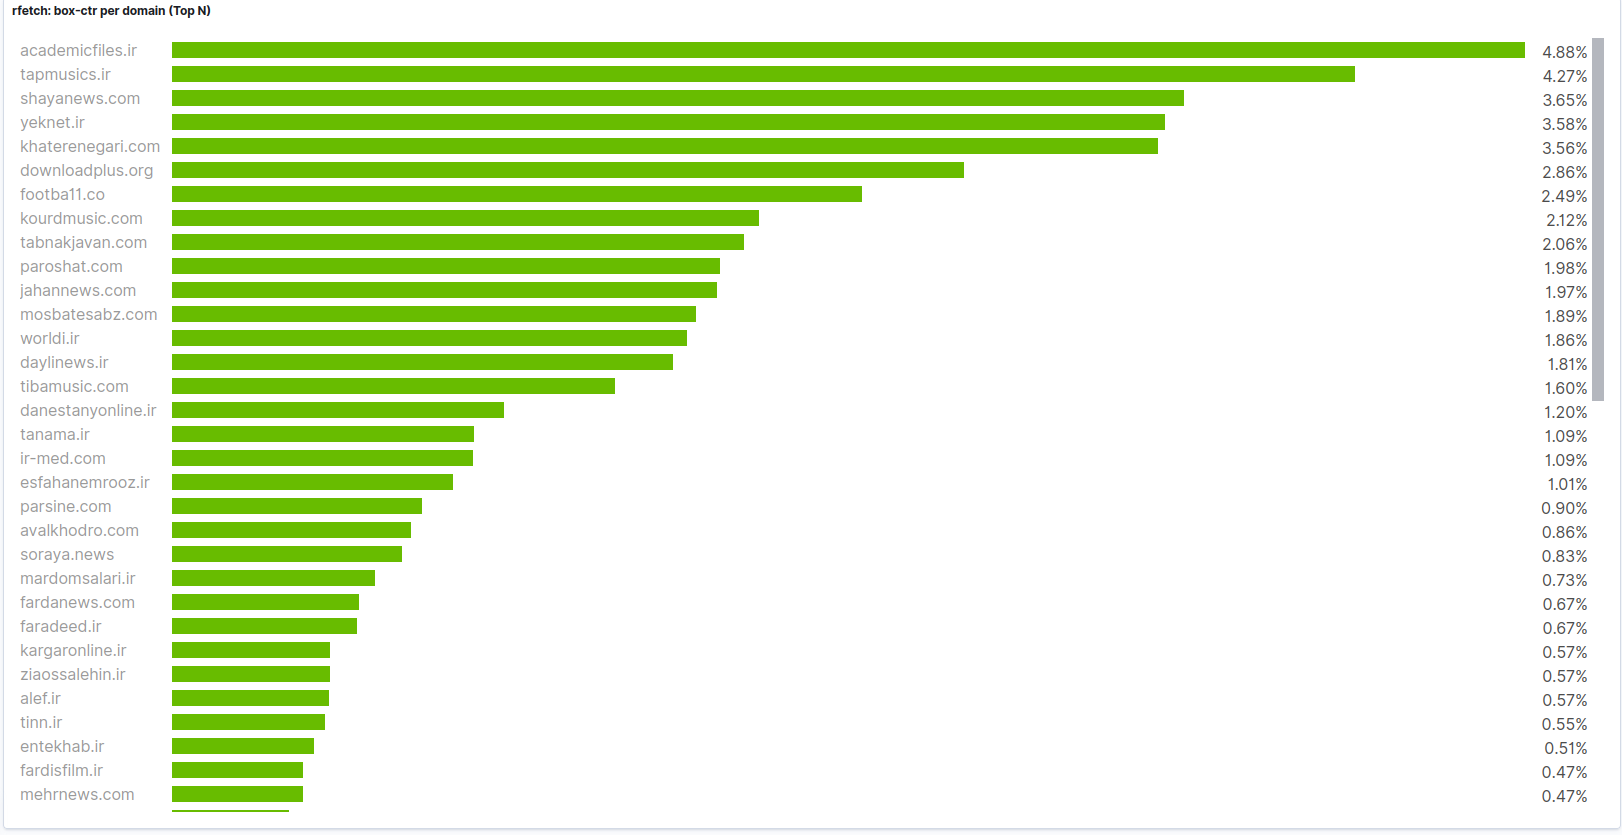 rfetch: box-ctr per domain (Top N)
academicfiles.ir 4.88%
tapmusics.ir 4.27%
shayanews.com 3.65%
yeknet.ir 3.58%
khaterenegari.com 3.56%
downloadplus.org 2.86%
footba11.co 2.49%
kourdmusic.com 2.12%
tabnakjavan.com 2.06%
paroshat.com 1.98%
jahannews.com 1.97%
mosbatesabz.com 1.89%
worldi.ir 1.86%
daylinews.ir 1.81%
tibamusic.com 1.60%
danestanyonline.ir 1.20%
tanama.ir 1.09%
ir-med.com 1.09%
esfahanemrooz.ir 1.01%
parsine.com 0.90%
avalkhodro.com 0.86%
soraya.news 0.83%
mardomsalari.ir 0.73%
fardanews.com 0.67%
faradeed.ir 0.67%
kargaronline.ir 0.57%
ziaossalehin.ir 0.57%
alef.ir 0.57%
tinn.ir 0.55%
entekhab.ir 0.51%
fardisfilm.ir 0.47%
mehrnews.com 0.47%